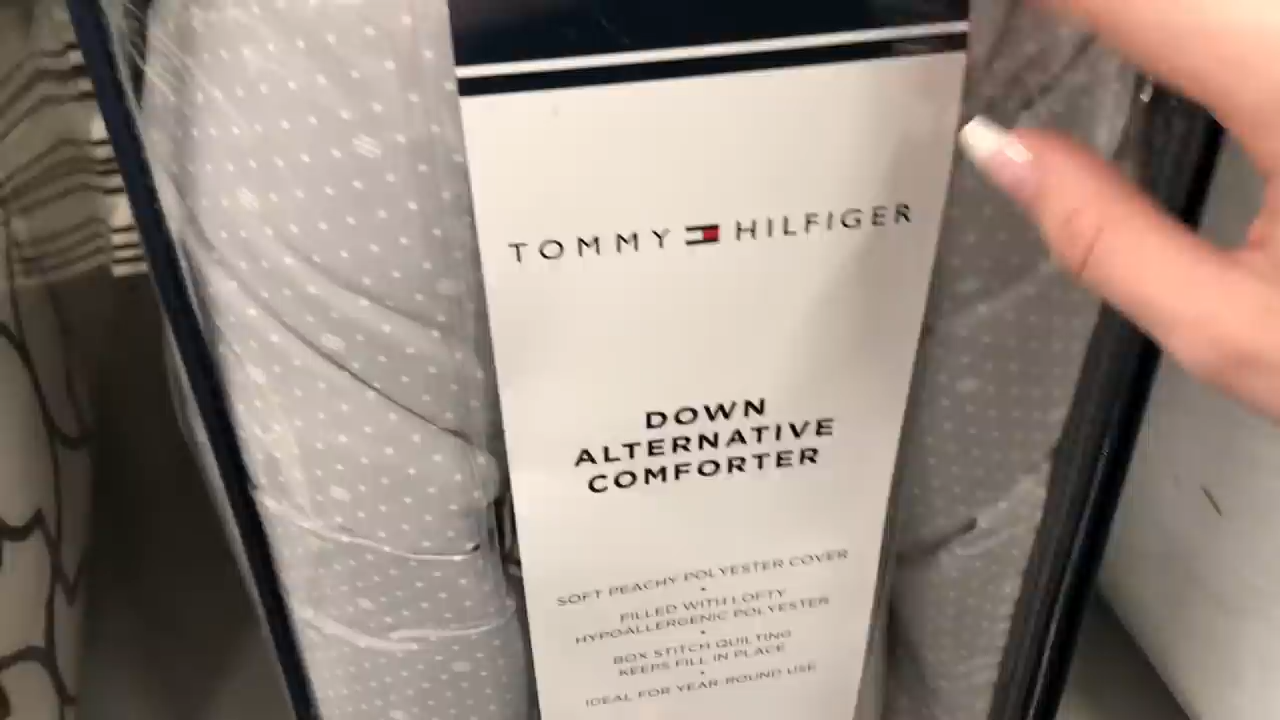 TOMMY HILFIGER
DOWN
ALTERNATIVE
COMFORTER
SOFT PEACHY POLYESTER COVER
•
FILLED WITH LOFTY
HYPOALLERGENIC POLYESTER
•
BOX STITCH QUILTING
KEEPS FILL IN PLACE
•
IDEAL FOR YEAR-ROUND USE